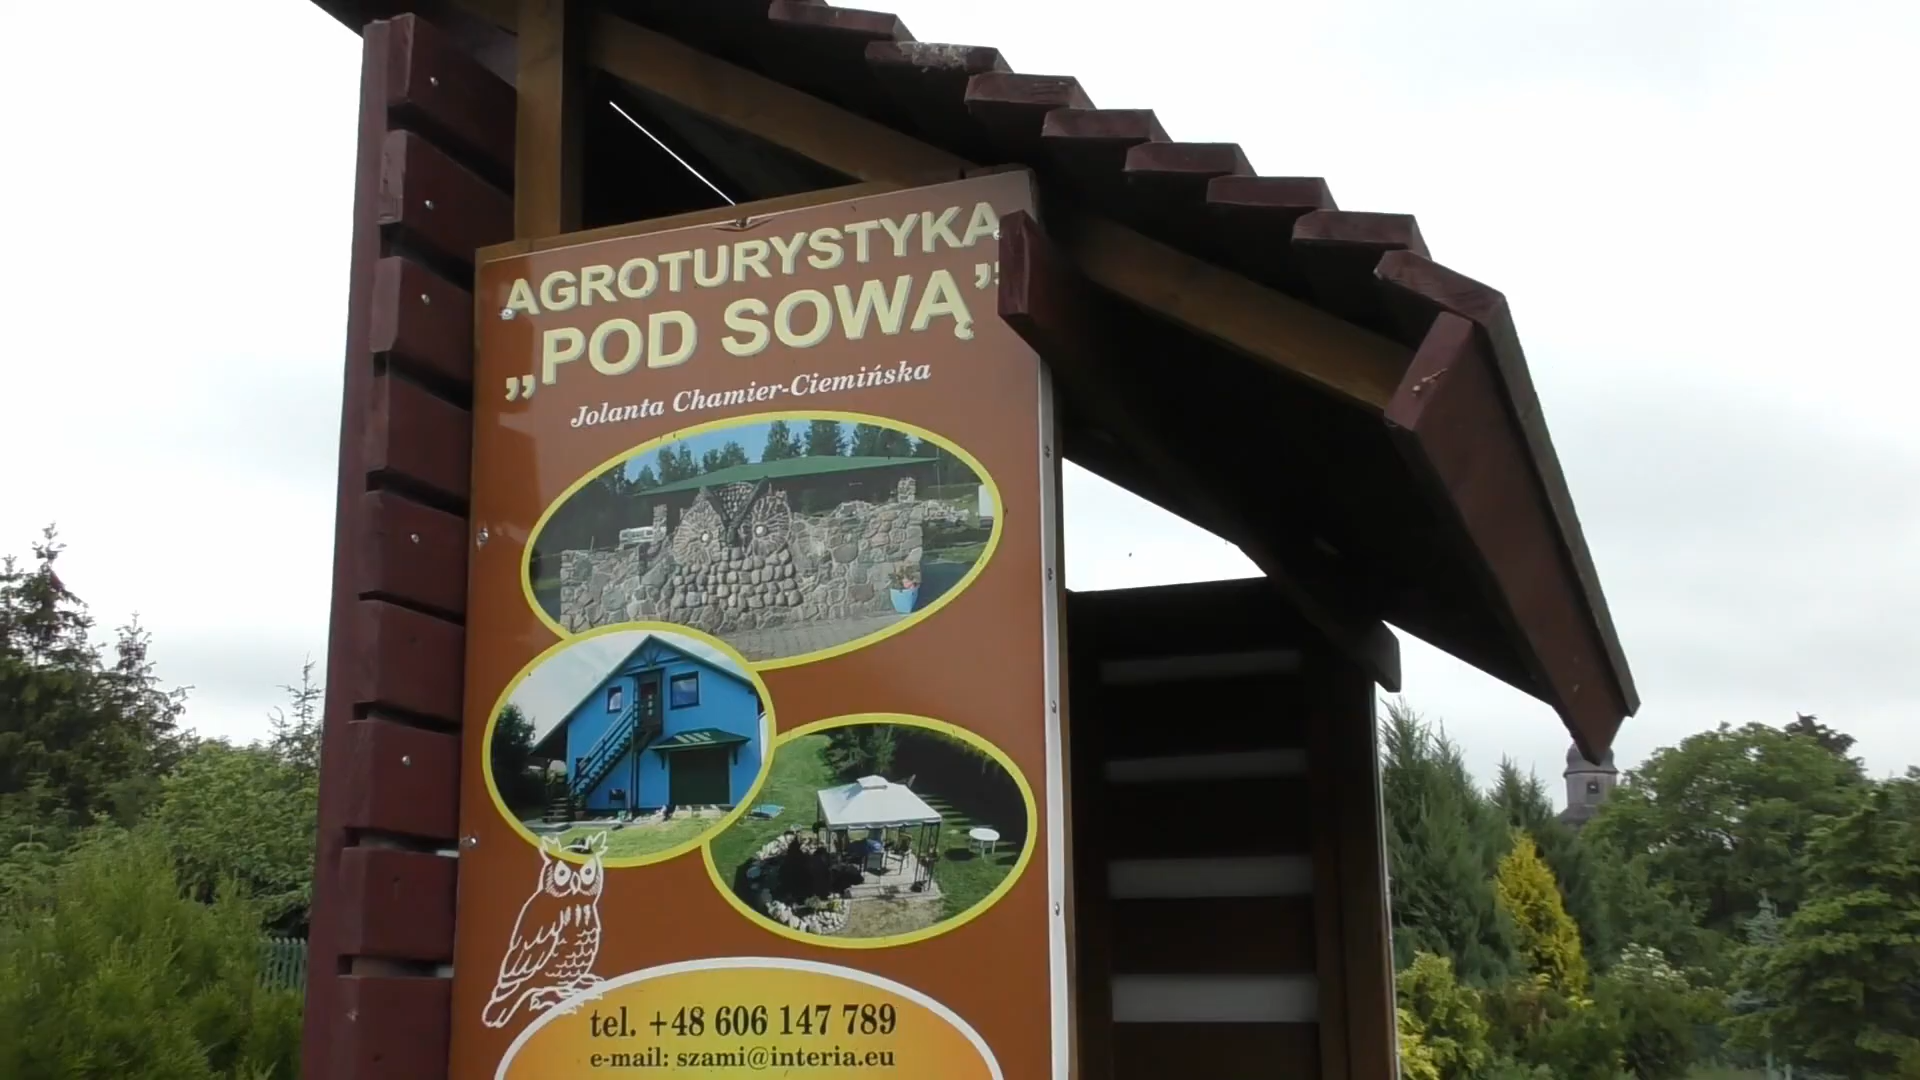 AGROTURYSTYKA
„POD SOWĄ”
Jolanta Chamier-Ciemińska
tel. +48 606 147 789
e-mail: szami@interia.eu